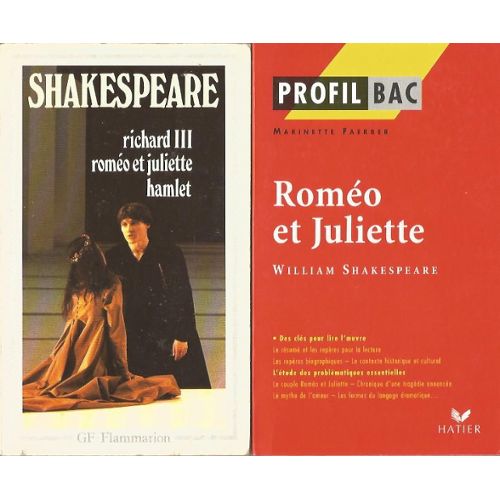 SHAKESPEARE
richard III
roméo et juliette
hamlet
GF Flammarion
PROFIL BAC
MARINETTE FAERBER
Roméo
et Juliette
WILLIAM SHAKESPEARE
• Des clés pour lire l'œuvre
Le résumé et les repères pour la lecture
Les repères biographiques – Le contexte historique et culturel
L'étude des problématiques essentielles
Le couple Roméo et Juliette – Chronique d'une tragédie annoncée
Le mythe de l'amour – Les formes du langage dramatique...
HATIER